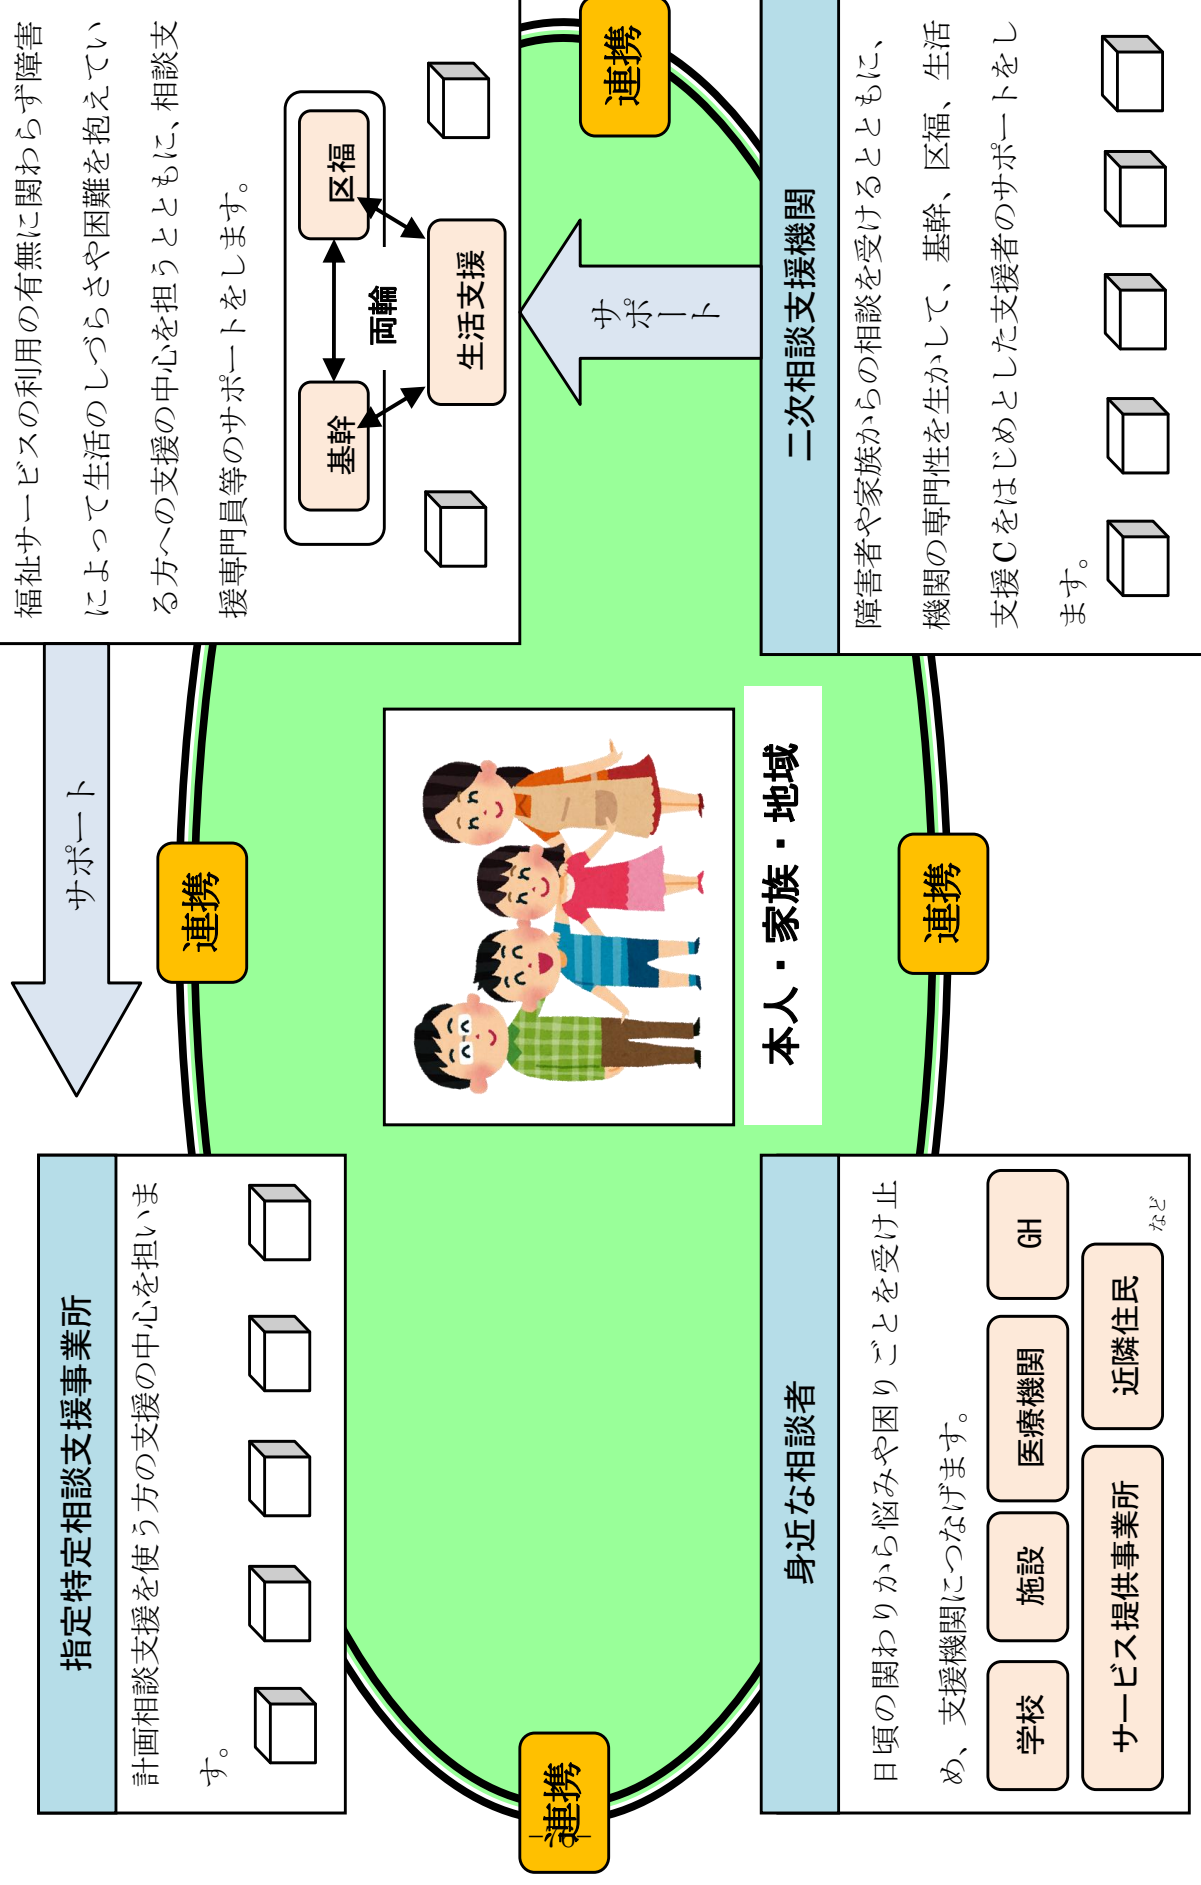 指定特定相談支援事業所
計画相談支援を使う方の支援の中心を担いま
す。
サポート
福祉サービスの利用の有無に関わらず障害
によって生活のしづらさや困難を抱えてい
る方への支援の中心を担うとともに、相談支
援専門員等のサポートをします。
基幹
区福
両輪
生活支援
連携
連携
連携
連携
サポート
本人・家族・地域
身近な相談者
日頃の関わりから悩みや困りごとを受け止
め、支援機関につなげます。
学校
施設
医療機関
GH
サービス提供事業所
近隣住民
など
二次相談支援機関
障害者や家族からの相談を受けるとともに、
機関の専門性を生かして、基幹、区福、生活
支援Cをはじめとした支援者のサポートをし
ます。